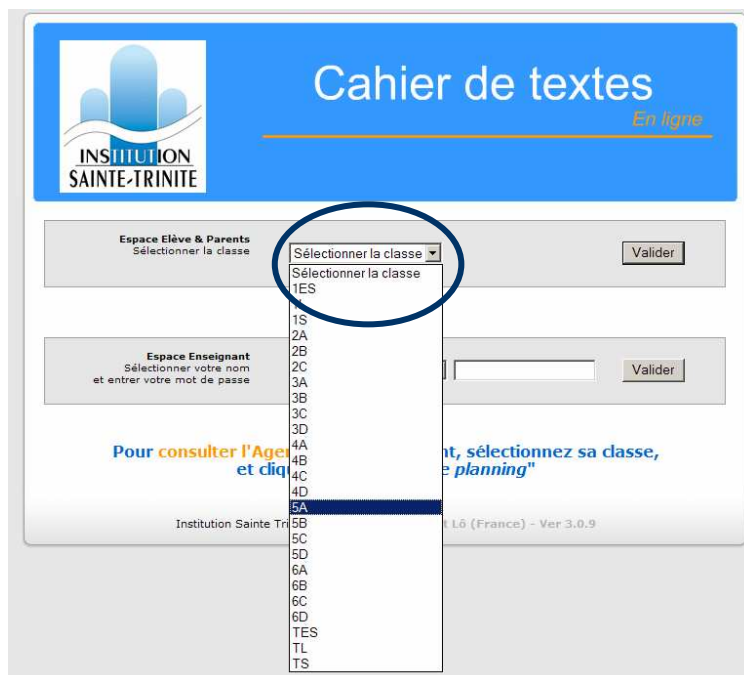 Cahier de textes
En ligne
INSTITUTION
SAINTE-TRINITE
Espace Elève & Parents
Sélectionner la classe
Sélectionner la classe
Valider
Sélectionner la classe
1ES
1S
2A
2B
2C
3A
3B
3C
3D
4A
4B
4C
4D
5A
5B
5C
5D
6A
6B
6C
6D
TES
TL
TS
Espace Enseignant
Sélectionner votre nom
et entrer votre mot de passe
Valider
Pour consulter l'Age nt, sélectionnez sa classe,
et cliq e planning"
Institution Sainte Tri t Lô (France) - Ver 3.0.9